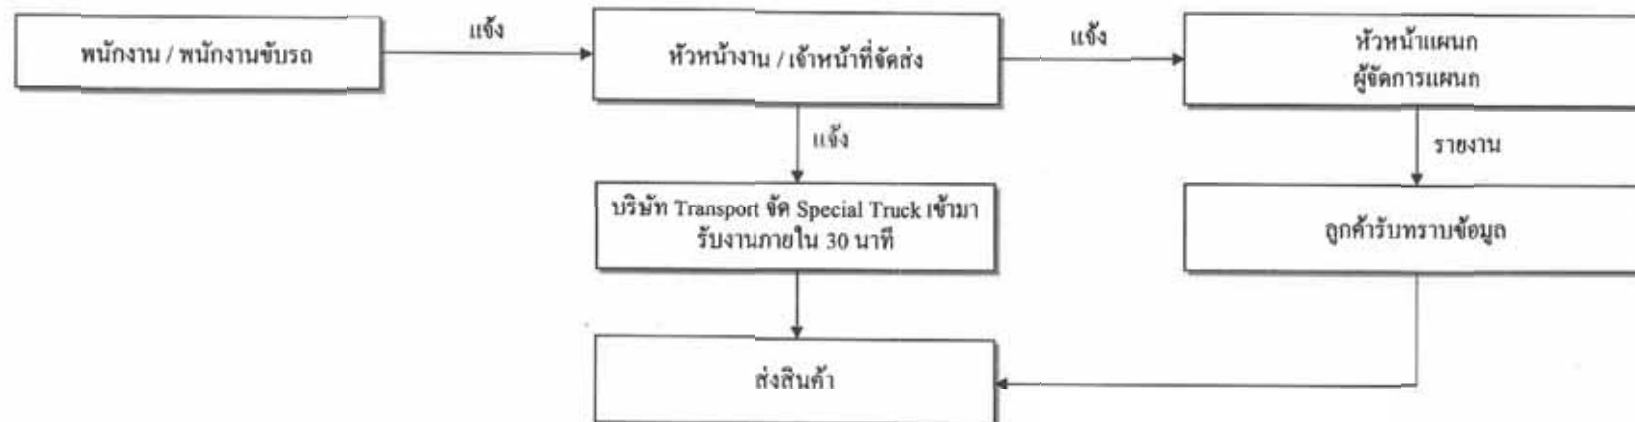 พนักงาน / พนักงานขับรถ
แจ้ง
หัวหน้างาน / เจ้าหน้าที่จัดส่ง
แจ้ง
หัวหน้าแผนก
ผู้จัดการแผนก
แจ้ง
รายงาน
บริษัท Transport จัด Special Truck เข้ามา
รับงานภายใน 30 นาที
ลูกค้ารับทราบข้อมูล
ส่งสินค้า